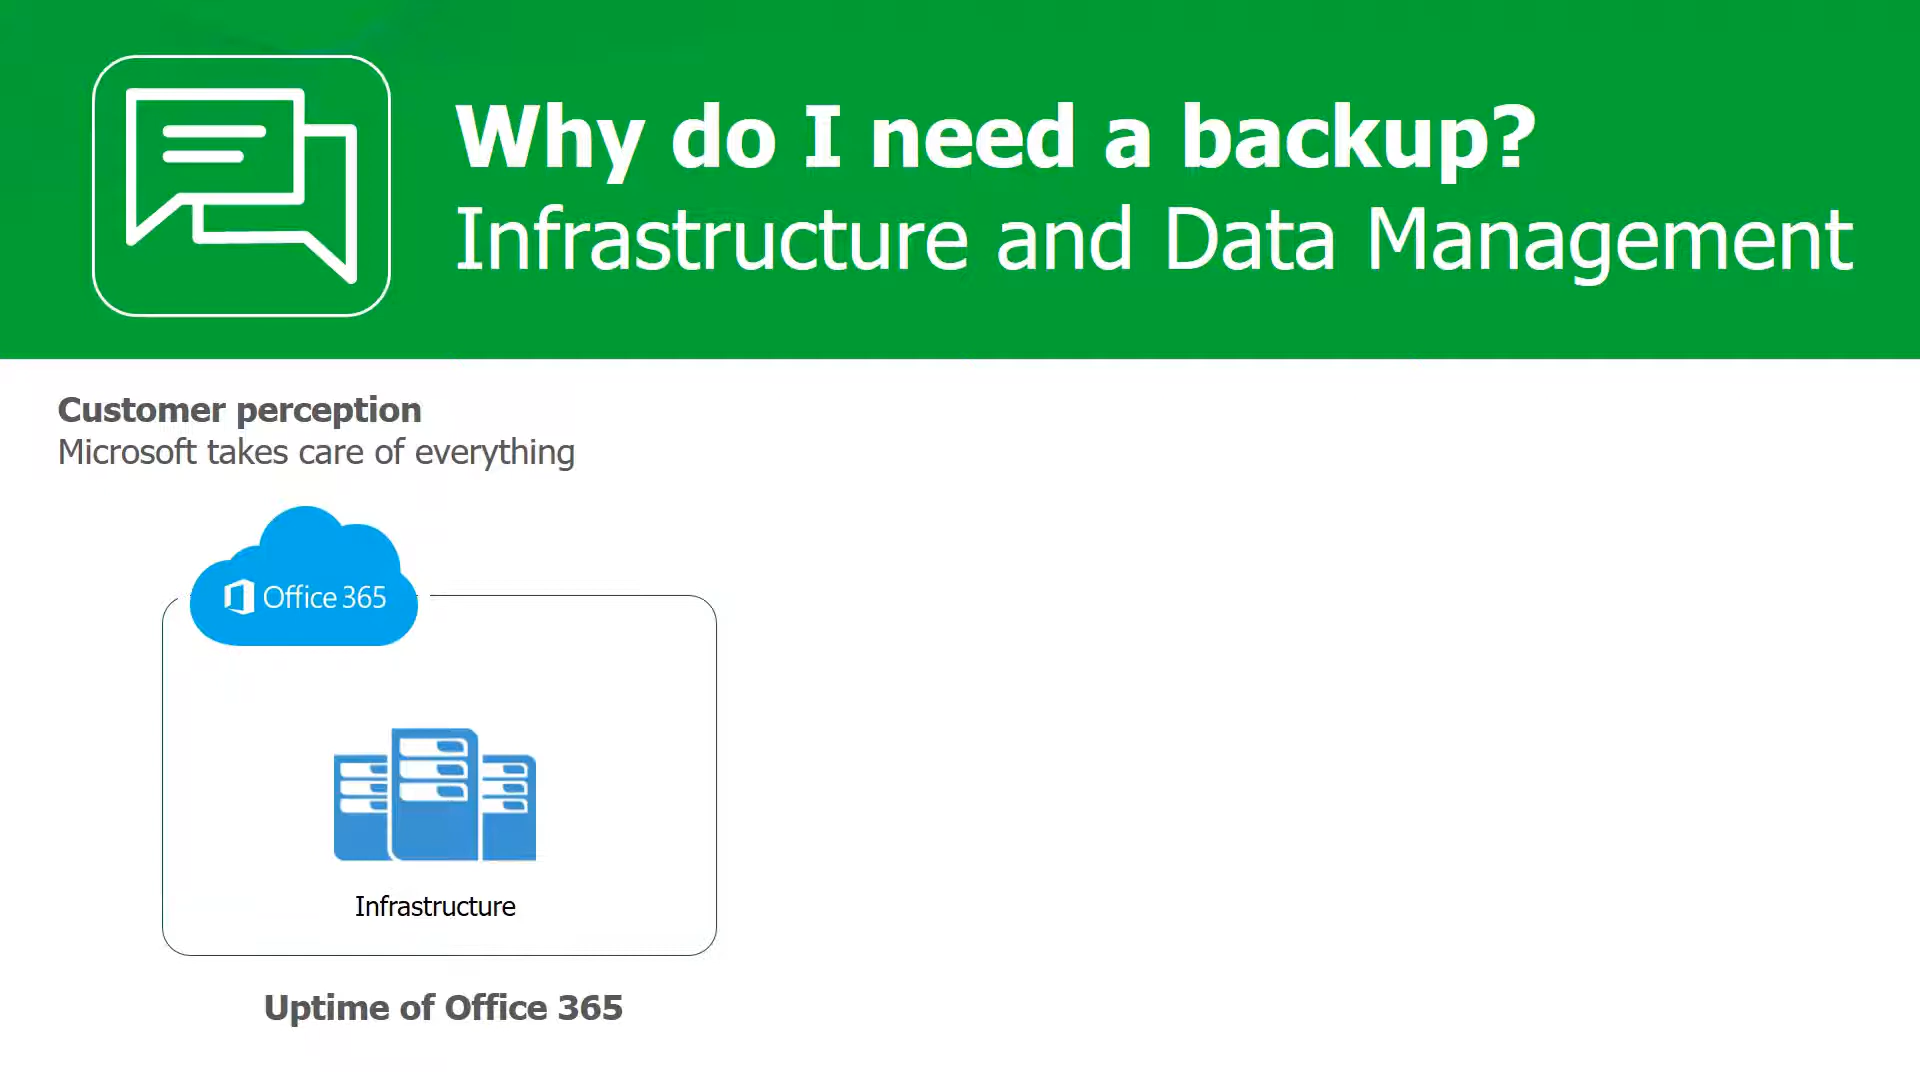 Why do I need a backup?
Infrastructure and Data Management
Customer perception
Microsoft takes care of everything
Office 365
Infrastructure
Uptime of Office 365